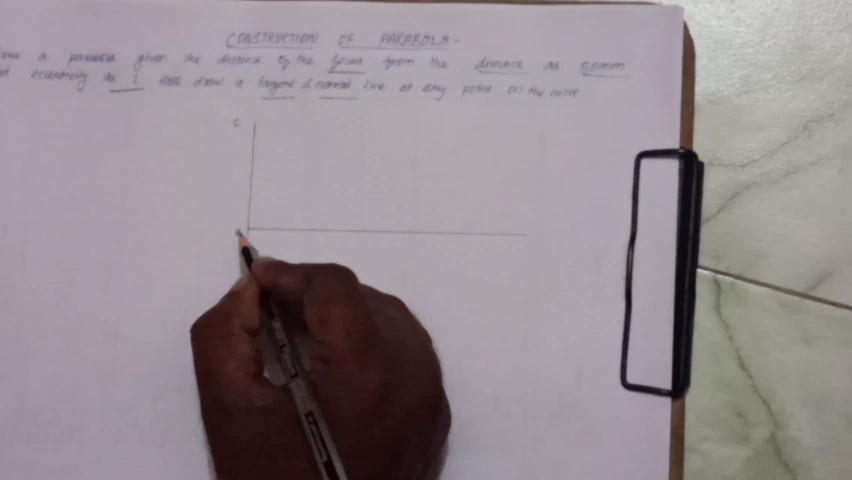 CONSTRUCTION OF PARABOLA:-
a parabola given the distance of the focus from the directrix as 50mm
eccentricity as 1 Also draw a tangent & normal line at any point on the curve
C